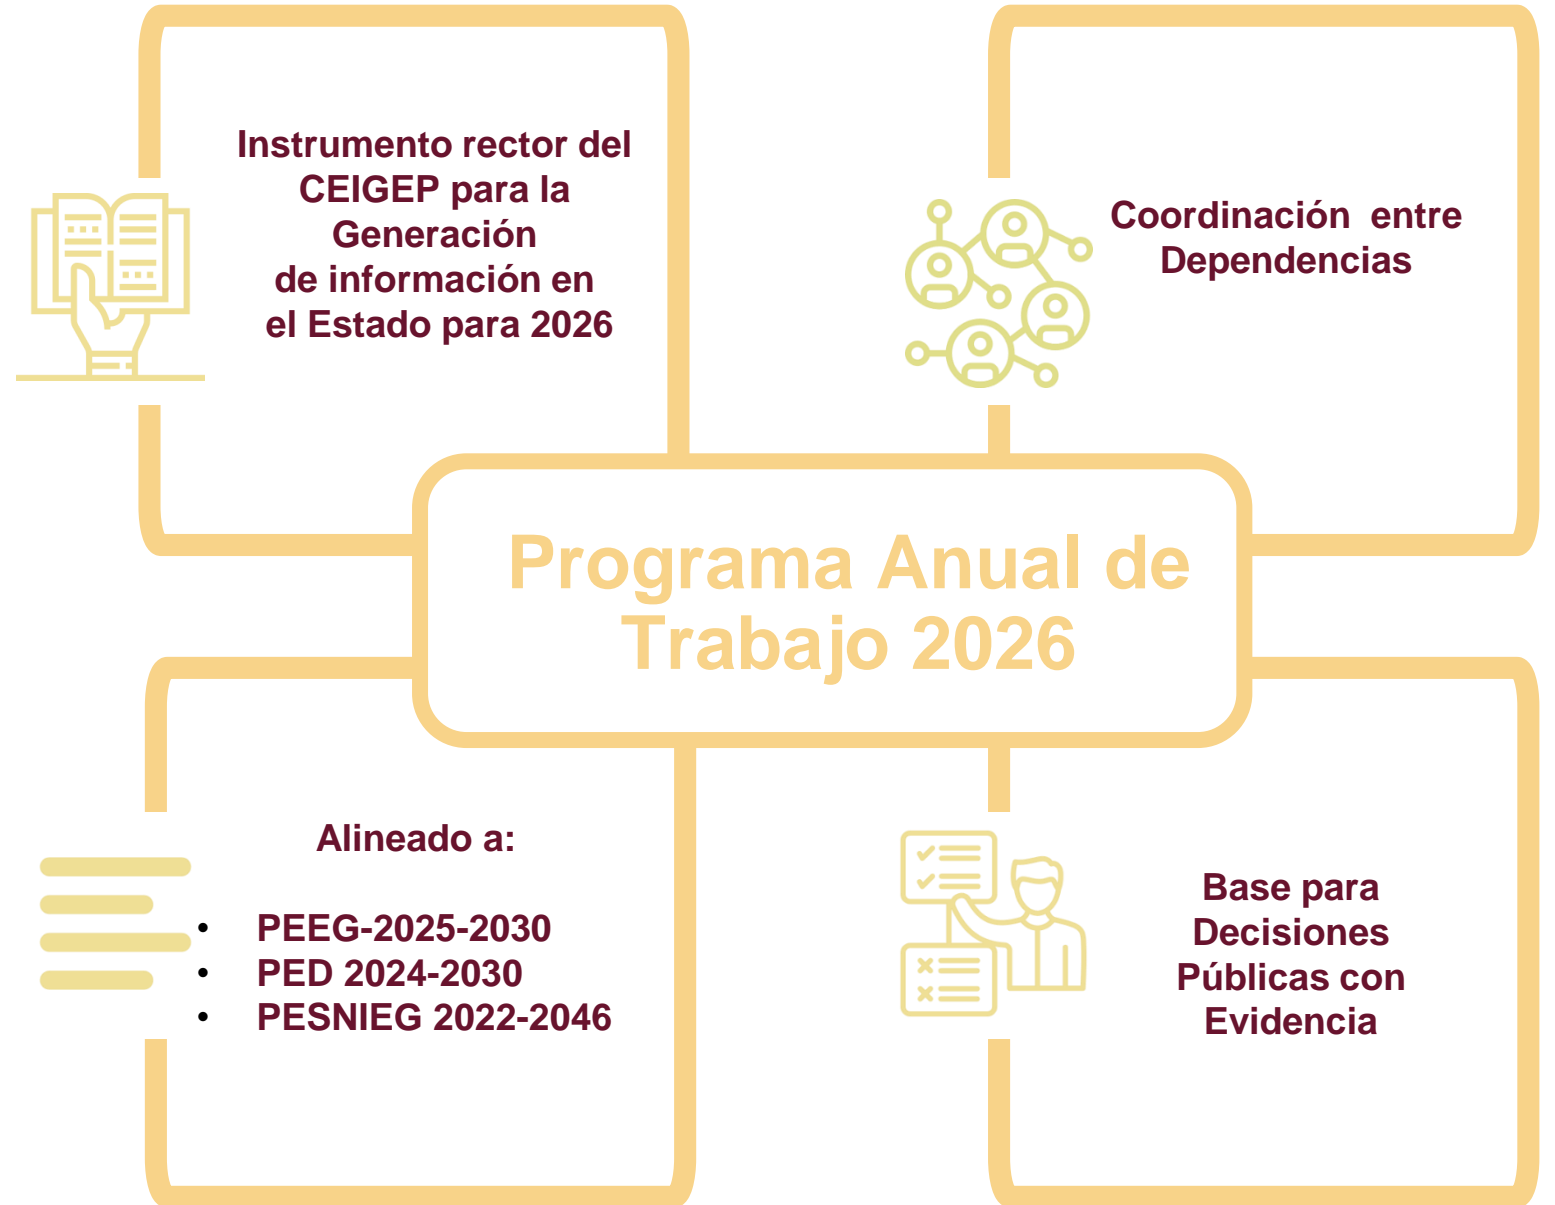 Instrumento rector del
CEIGEP para la
Generación
de información en
el Estado para 2026
Coordinación entre
Dependencias
Programa Anual de
Trabajo 2026
Alineado a:
• PEEG-2025-2030
• PED 2024-2030
• PESNIEG 2022-2046
Base para
Decisiones
Públicas con
Evidencia